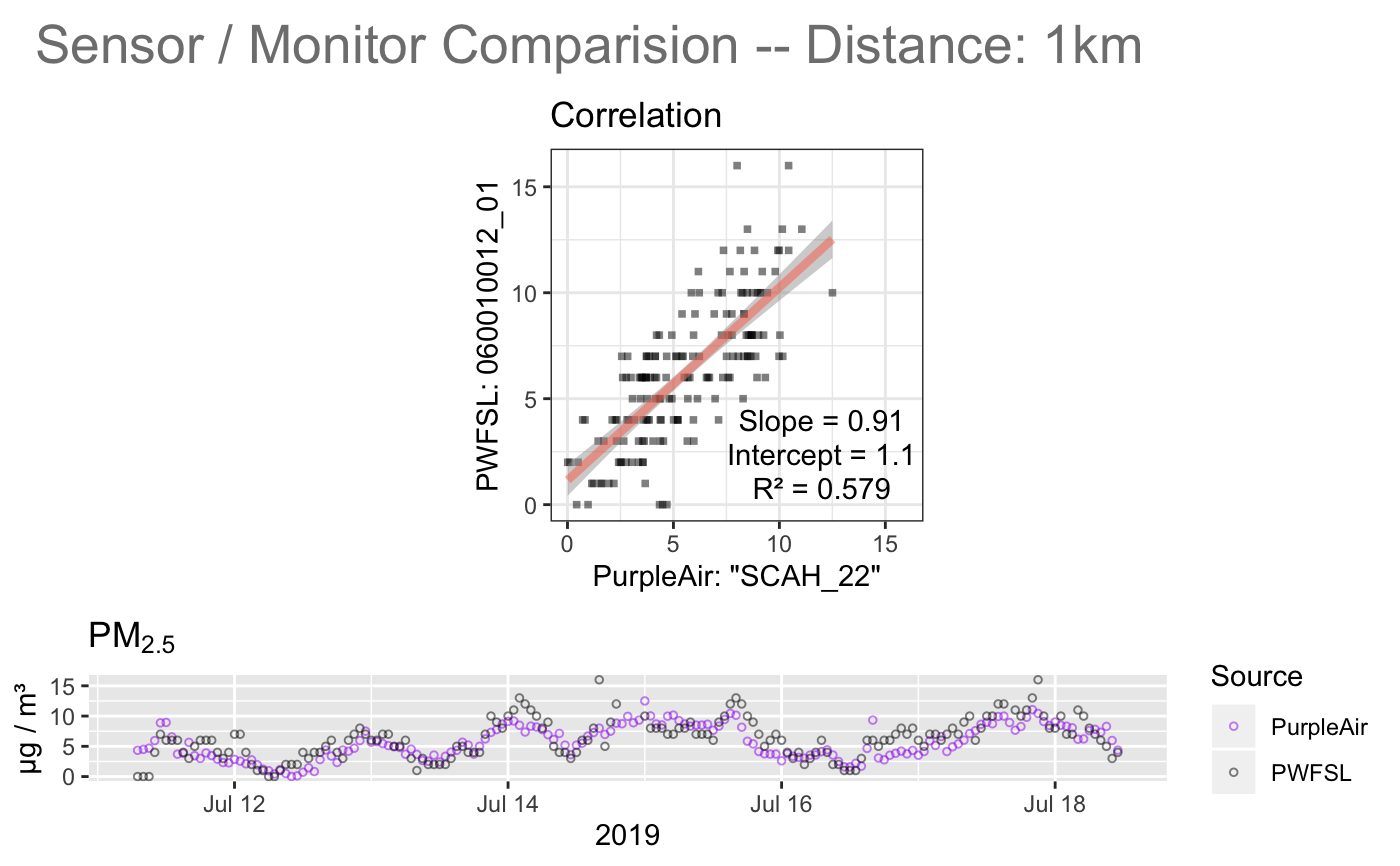 Sensor / Monitor Comparision -- Distance: 1km
Correlation
PWFSL: 060010012_01
15
10
5
0
Slope = 0.91
Intercept = 1.1
R² = 0.579
0 5 10 15
PurpleAir: "SCAH_22"
PM2.5
µg / m³
15
10
5
0
Jul 12 Jul 14 Jul 16 Jul 18
2019
Source
PurpleAir
PWFSL